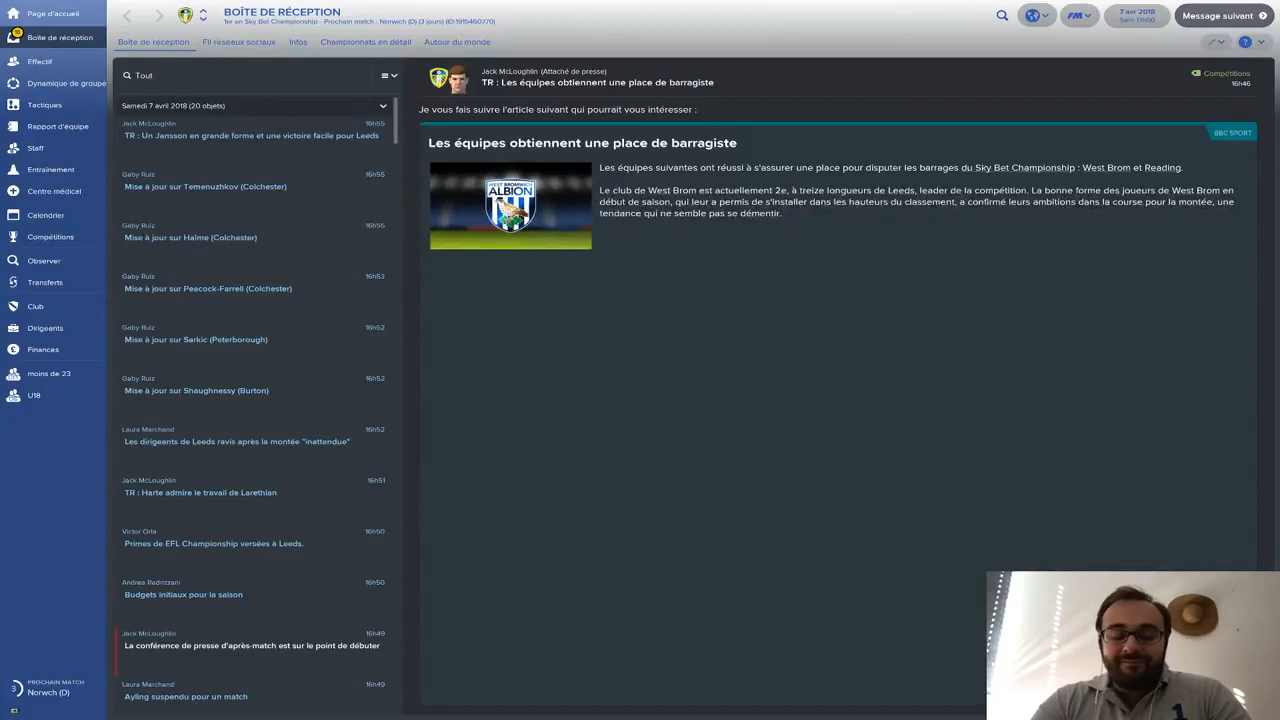 Page d'accueil
10
Boîte de réception
Effectif
Dynamique de groupe
Tactiques
Rapport d'équipe
Staff
Entraînement
Centre médical
Calendrier
Compétitions
Observer
Transferts
Club
Dirigeants
Finances
moins de 23
U18
3
PROCHAIN MATCH
Norwch (D)
BOÎTE DE RÉCEPTION
1er en Sky Bet Championship - Prochain match : Norwich (D) (3 jours) (ID:1915460770)
FM
7 avr 2018
Sam. 17h00
Message suivant
Boîte de réception
Fil réseaux sociaux
Infos
Championnats en détail
Autour du monde
?
Tout
Samedi 7 avril 2018 (20 objets)
Jack McLoughlin 16h55
TR : Un Jansson en grande forme et une victoire facile pour Leeds
Gaby Ruiz 16h55
Mise à jour sur Temenuzhkov (Colchester)
Gaby Ruiz 16h55
Mise à jour sur Halme (Colchester)
Gaby Ruiz 16h53
Mise à jour sur Peacock-Farrell (Colchester)
Gaby Ruiz 16h52
Mise à jour sur Sarkic (Peterborough)
Gaby Ruiz 16h52
Mise à jour sur Shaughnessy (Burton)
Laura Marchand 16h52
Les dirigeants de Leeds ravis après la montée "inattendue"
Jack McLoughlin 16h51
TR : Harte admire le travail de Larethian
Victor Orta 16h50
Primes de EFL Championship versées à Leeds.
Andrea Radrizzani 16h50
Budgets initiaux pour la saison
Jack McLoughlin 16h49
La conférence de presse d'après-match est sur le point de débuter
Laura Marchand 16h49
Ayling suspendu pour un match
Jack McLoughlin (Attaché de presse)
TR : Les équipes obtiennent une place de barragiste
Compétitions
16h46
Je vous fais suivre l'article suivant qui pourrait vous intéresser :
BBC SPORT
Les équipes obtiennent une place de barragiste
WEST BROMWICH
ALBION
Les équipes suivantes ont réussi à s'assurer une place pour disputer les barrages du Sky Bet Championship : West Brom et Reading.
Le club de West Brom est actuellement 2e, à treize longueurs de Leeds, leader de la compétition. La bonne forme des joueurs de West Brom en
début de saison, qui leur a permis de s'installer dans les hauteurs du classement, a confirmé leurs ambitions dans la course pour la montée, une
tendance qui ne semble pas se démentir.